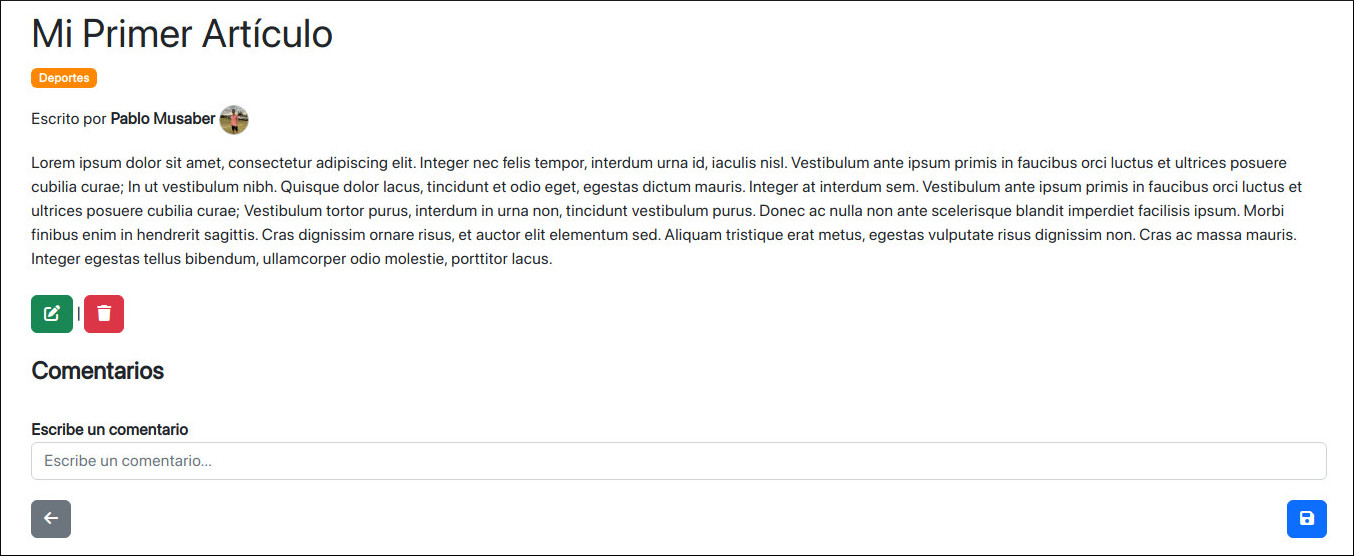 Mi Primer Artículo
Deportes
Escrito por Pablo Musaber
Lorem ipsum dolor sit amet, consectetur adipiscing elit. Integer nec felis tempor, interdum urna id, iaculis nisl. Vestibulum ante ipsum primis in faucibus orci luctus et ultrices posuere
cubilia curae; In ut vestibulum nibh. Quisque dolor lacus, tincidunt et odio eget, egestas dictum mauris. Integer at interdum sem. Vestibulum ante ipsum primis in faucibus orci luctus et
ultrices posuere cubilia curae; Vestibulum tortor purus, interdum in urna non, tincidunt vestibulum purus. Donec ac nulla non ante scelerisque blandit imperdiet facilisis ipsum. Morbi
finibus enim in hendrerit sagittis. Cras dignissim ornare risus, et auctor elit elementum sed. Aliquam tristique erat metus, egestas vulputate risus dignissim non. Cras ac massa mauris.
Integer egestas tellus bibendum, ullamcorper odio molestie, porttitor lacus.
|
Comentarios
Escribe un comentario
Escribe un comentario...